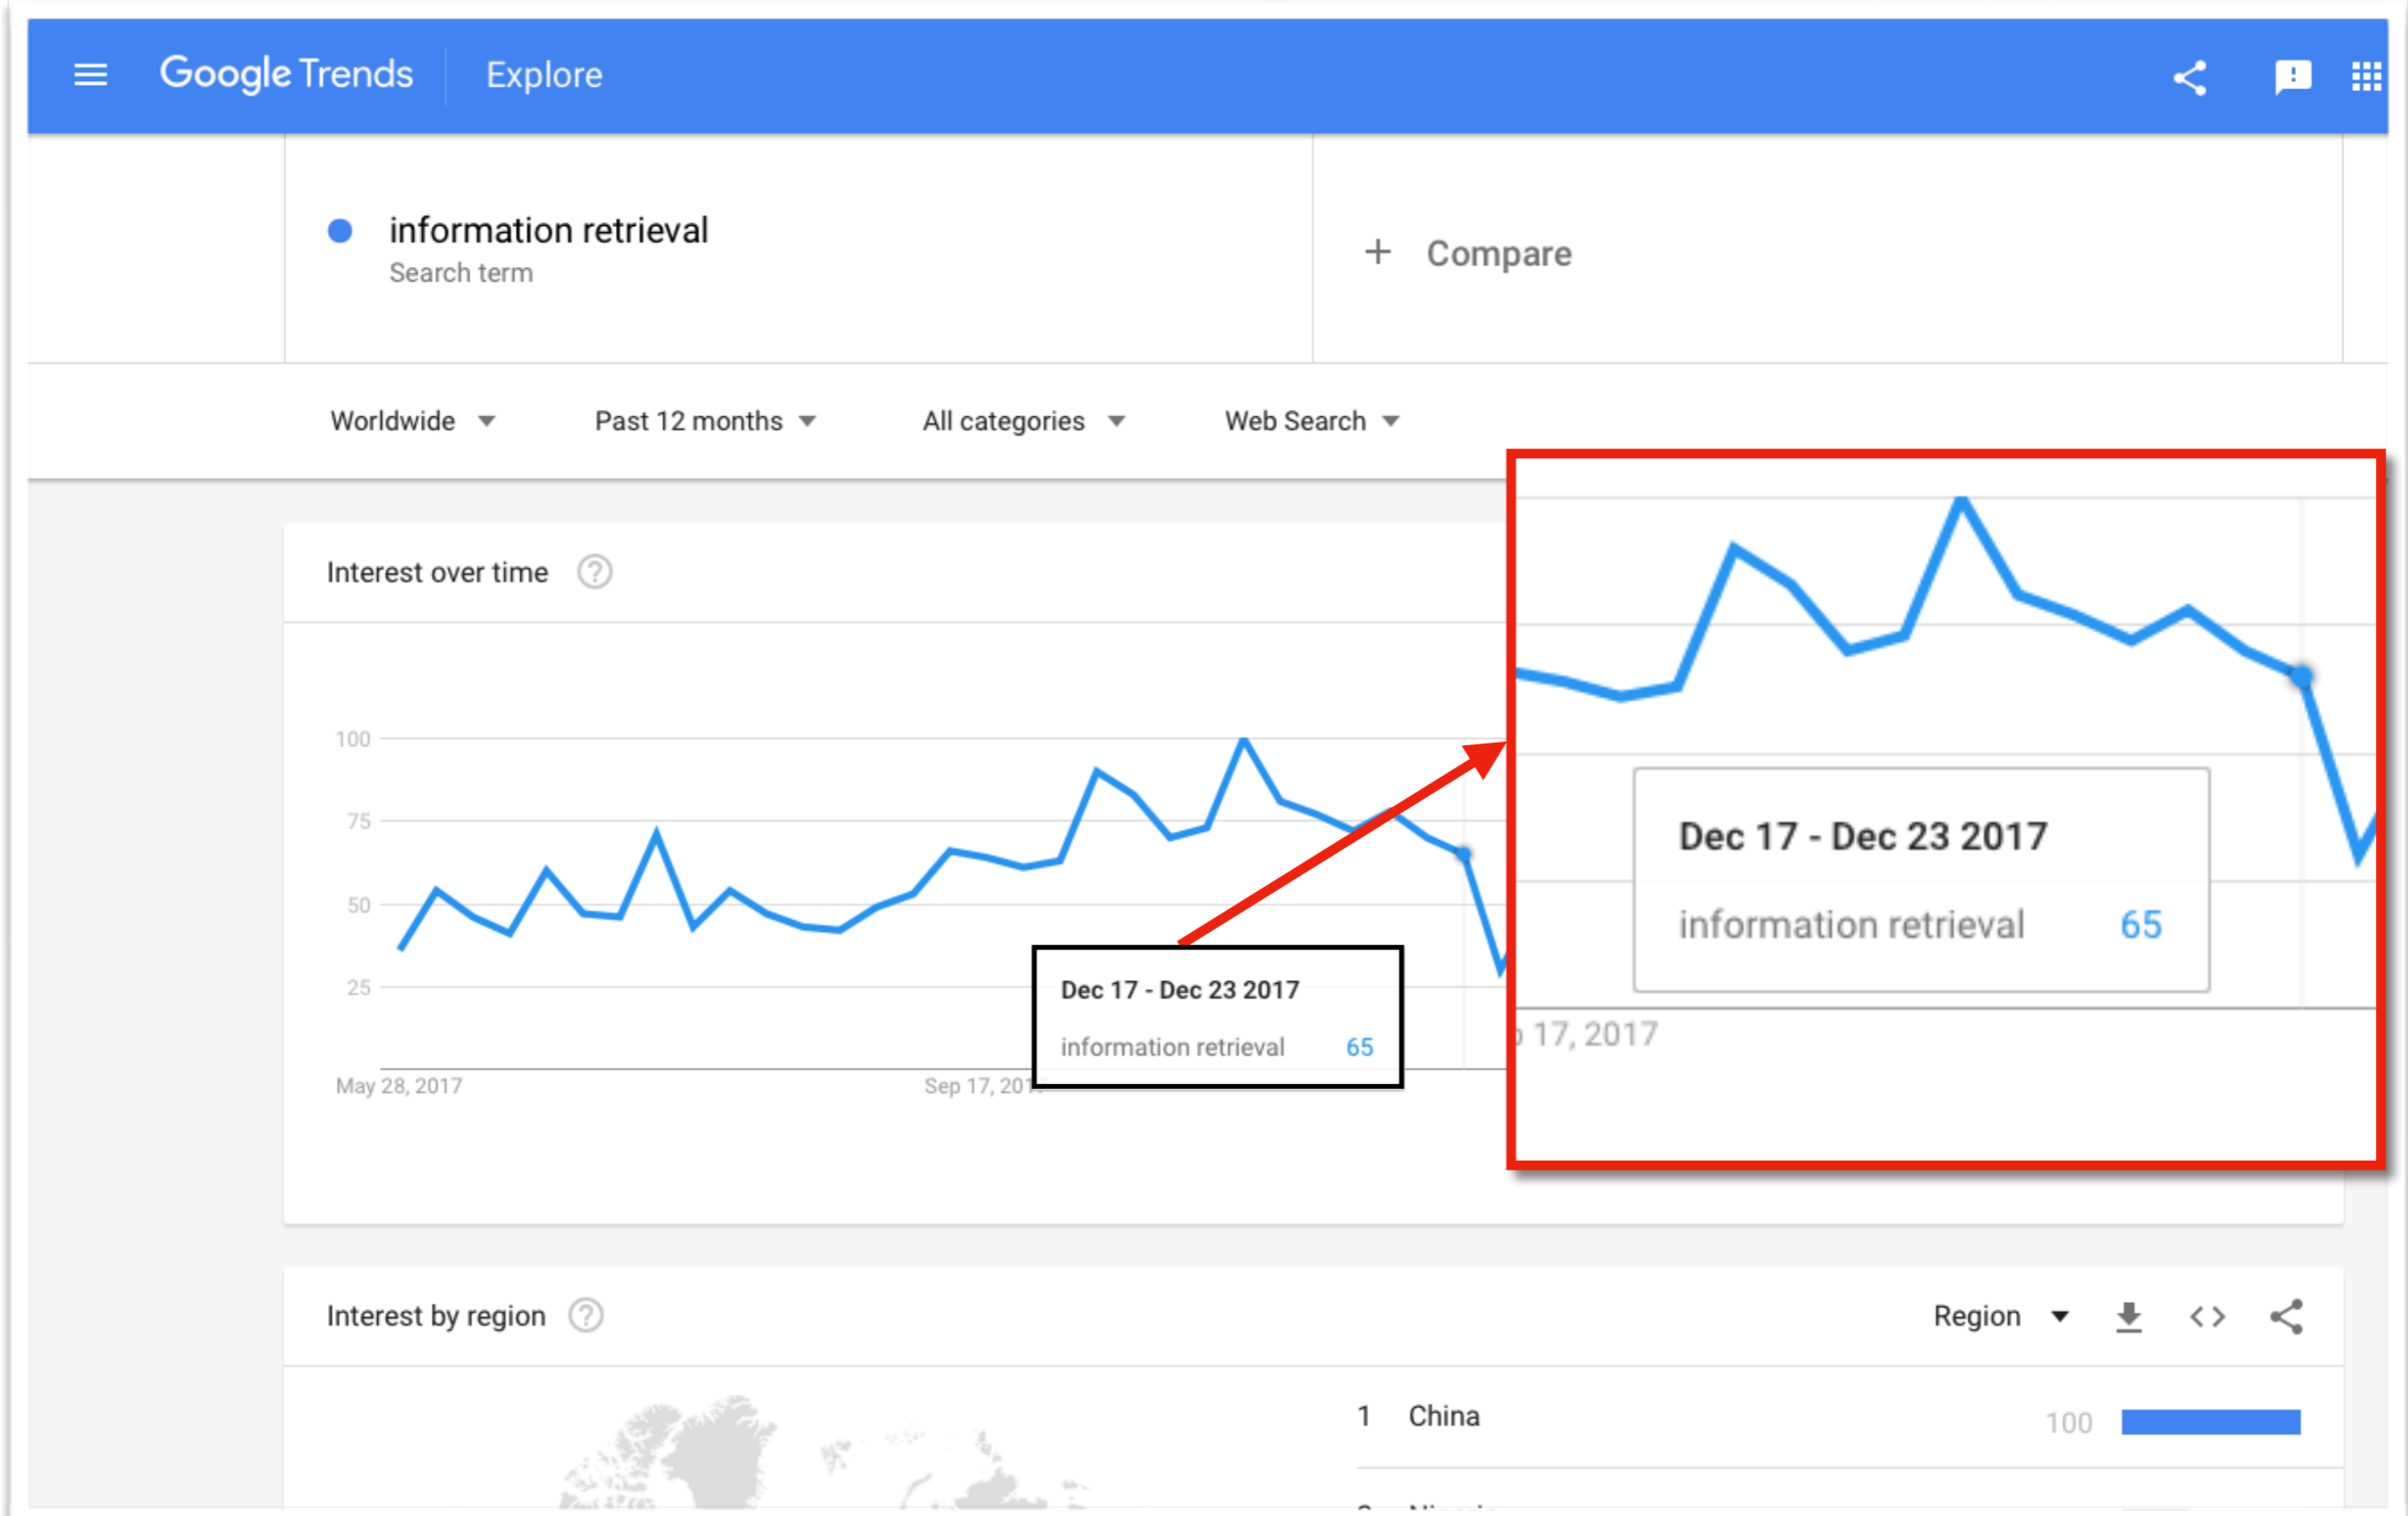 Google Trends Explore
information retrieval
Search term
+ Compare
Worldwide Past 12 months All categories Web Search
Interest over time ?
100
75
50
25
May 28, 2017 Sep 17,
Dec 17 - Dec 23 2017
information retrieval 65
Dec 17 - Dec 23 2017
information retrieval 65
17, 2017
Interest by region ?
Region
1 China 100